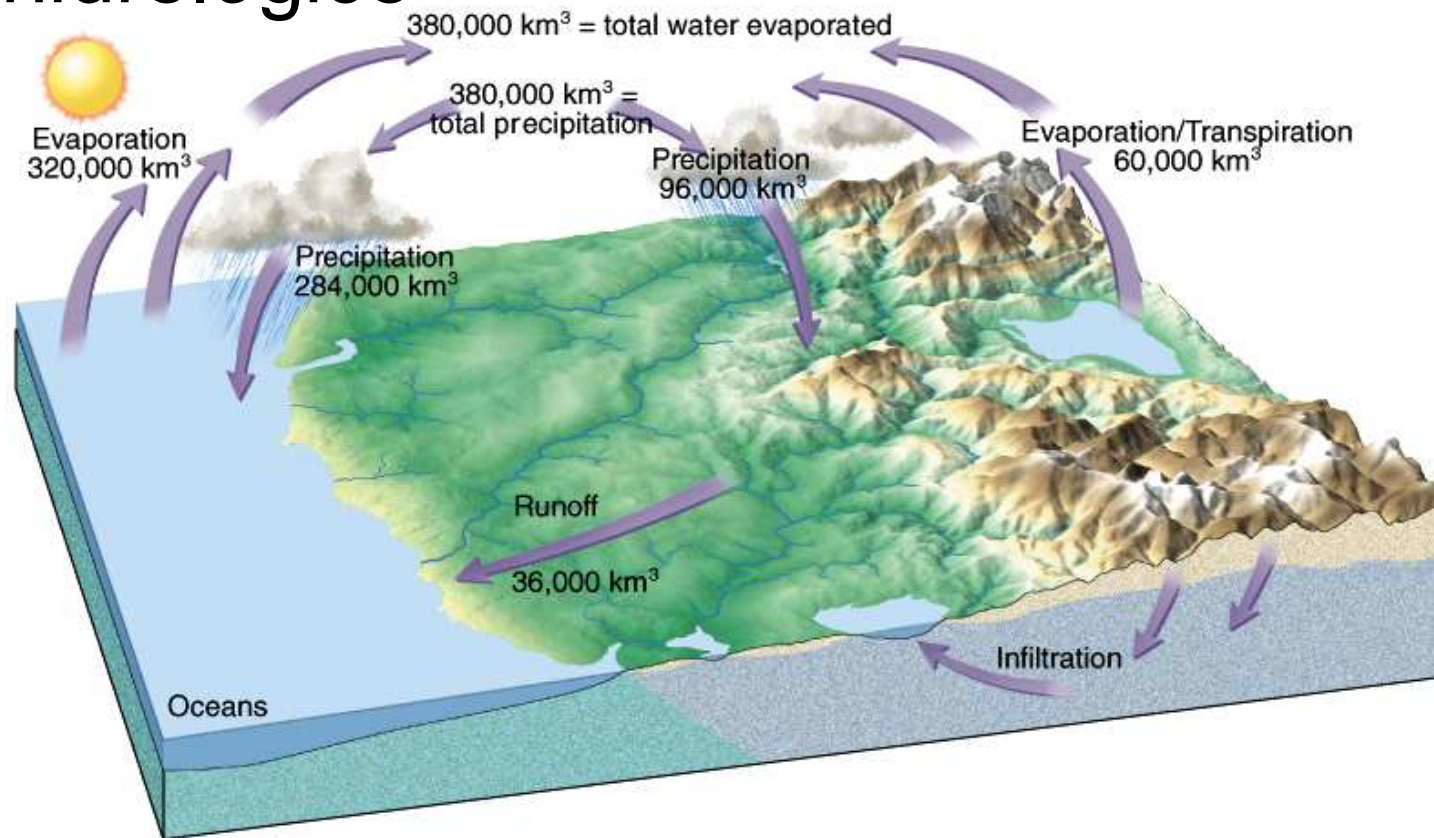 380,000 km³ = total water evaporated
380,000 km³ =
total precipitation
Evaporation
320,000 km³
Precipitation
96,000 km³
Evaporation/Transpiration
60,000 km³
Precipitation
284,000 km³
Runoff
36,000 km³
Infiltration
Oceans